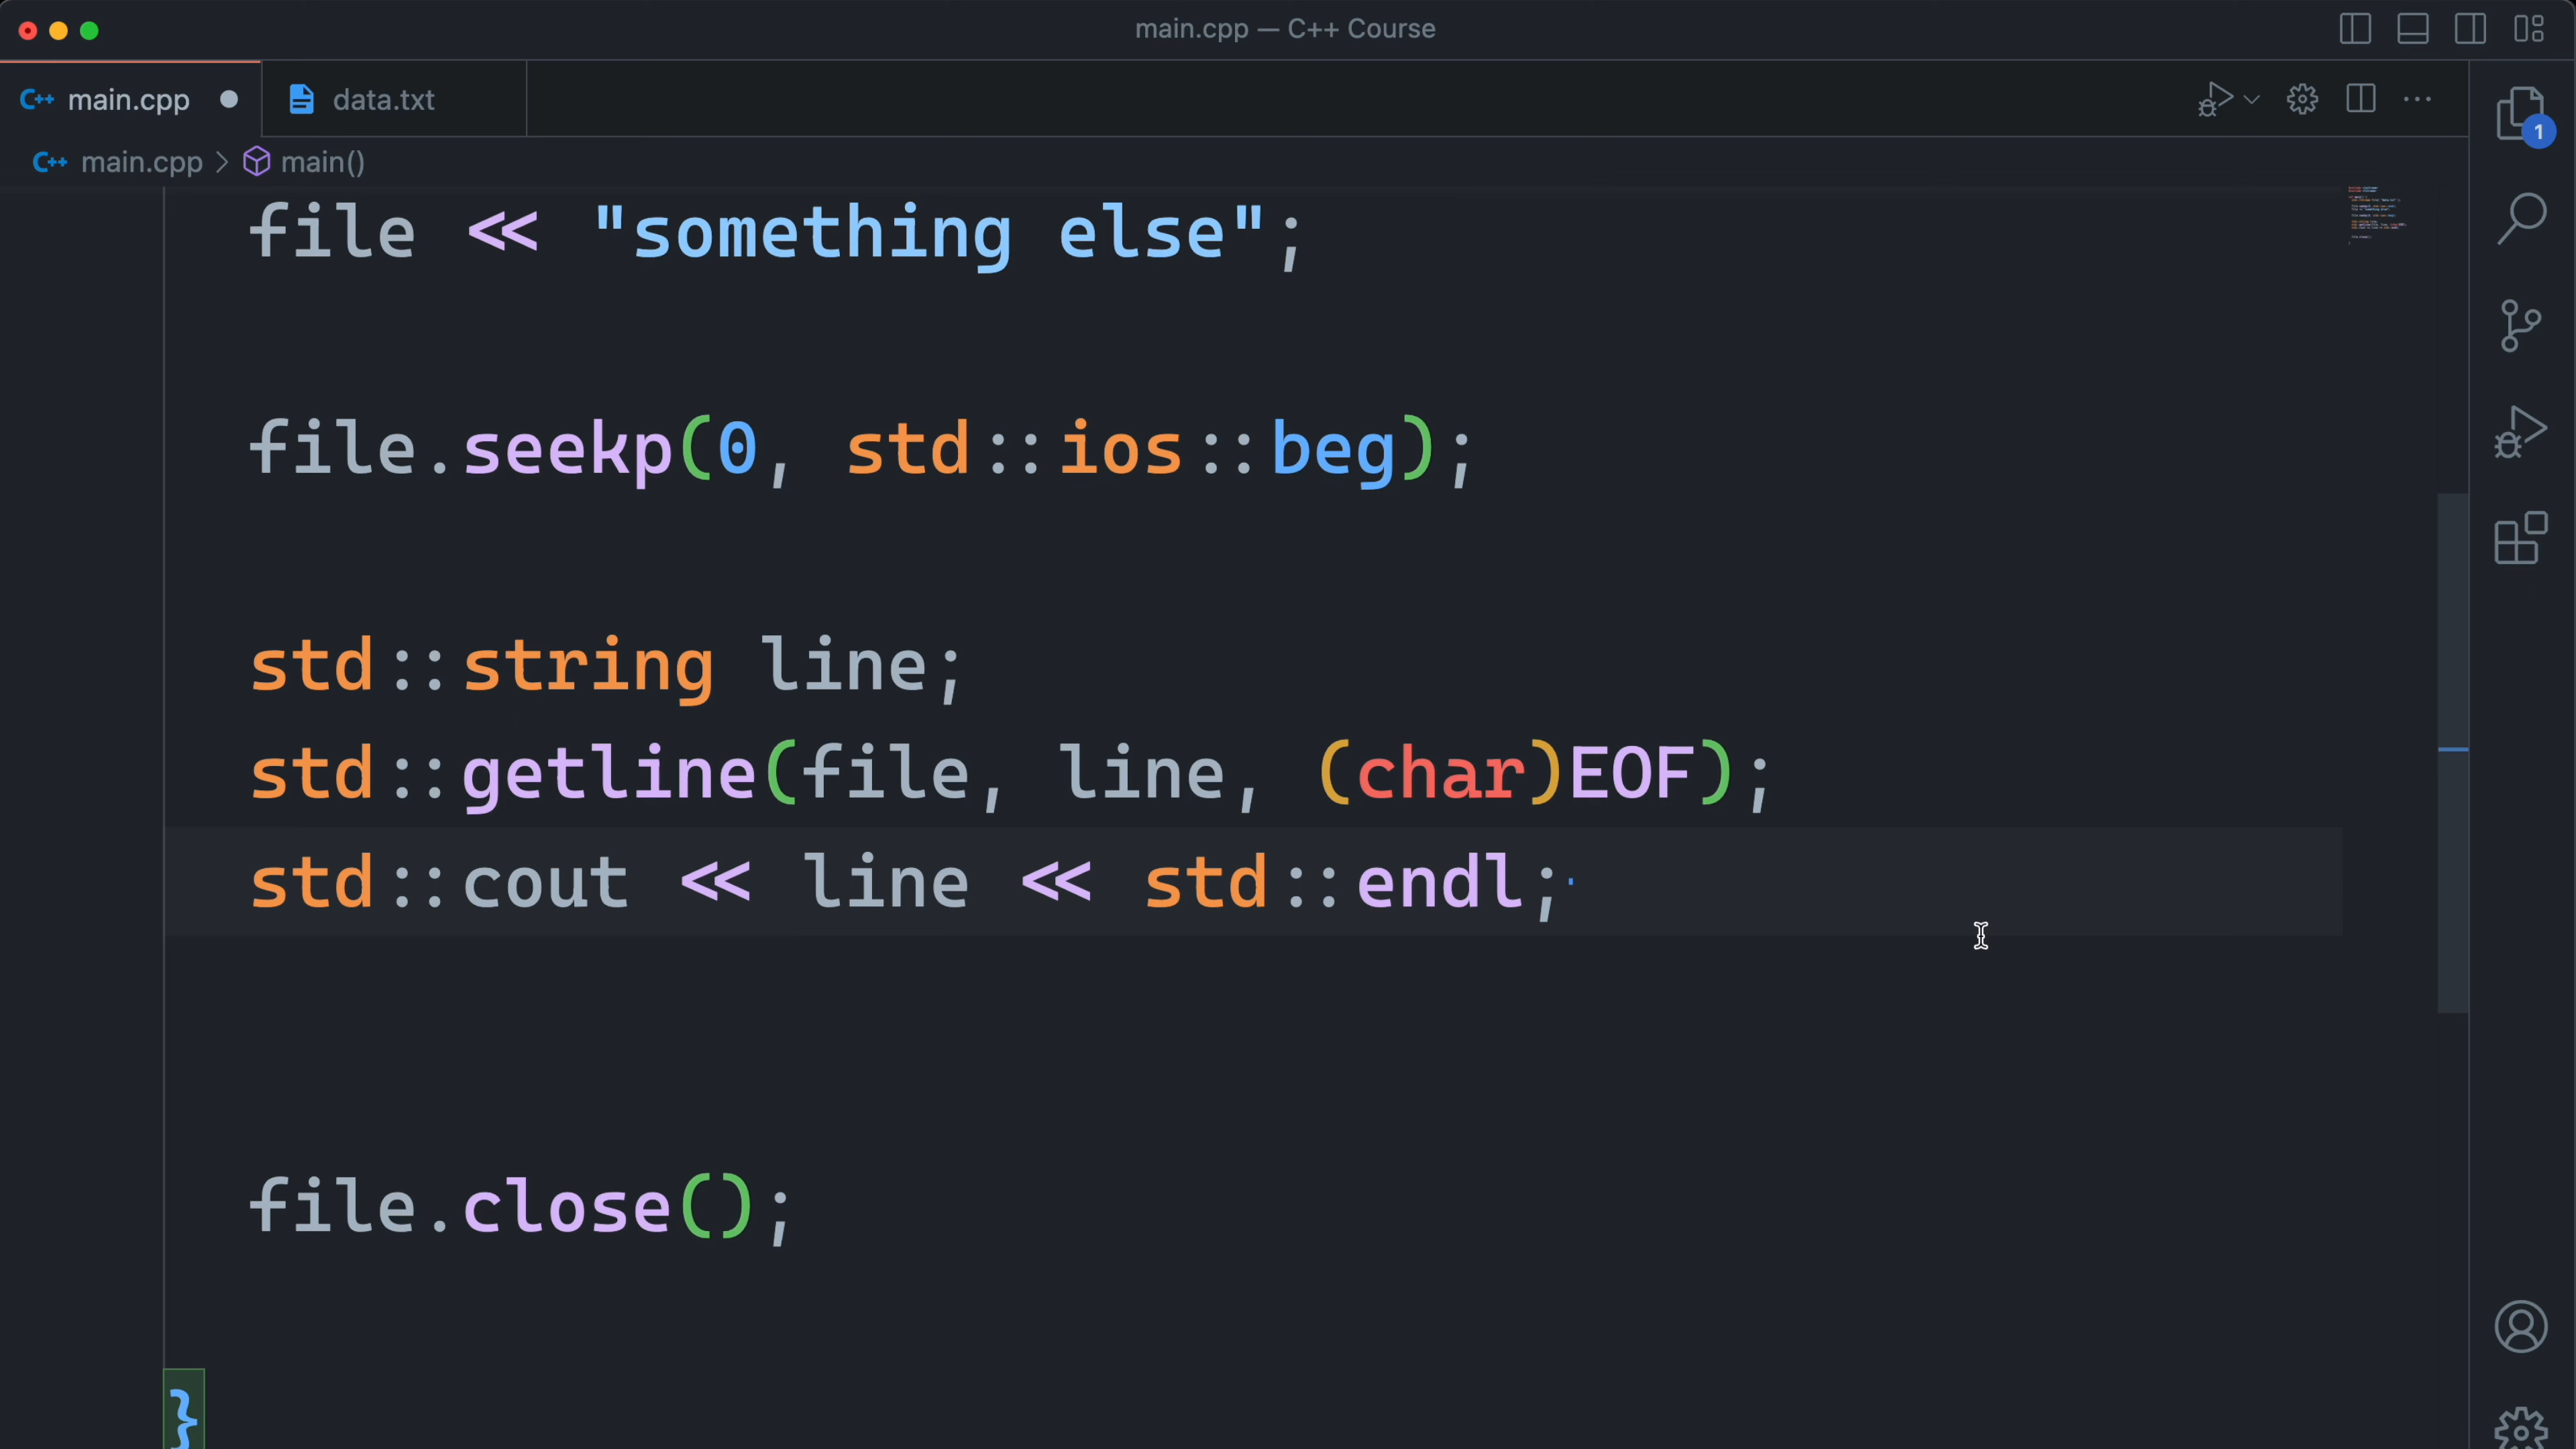 main.cpp — C++ Course
C++ main.cpp
data.txt
1
C++ main.cpp > main()
file << "something else";
file.seekp(0, std::ios::beg);
std::string line;
std::getline(file, line, (char)EOF);
std::cout << line << std::endl;
file.close();
}